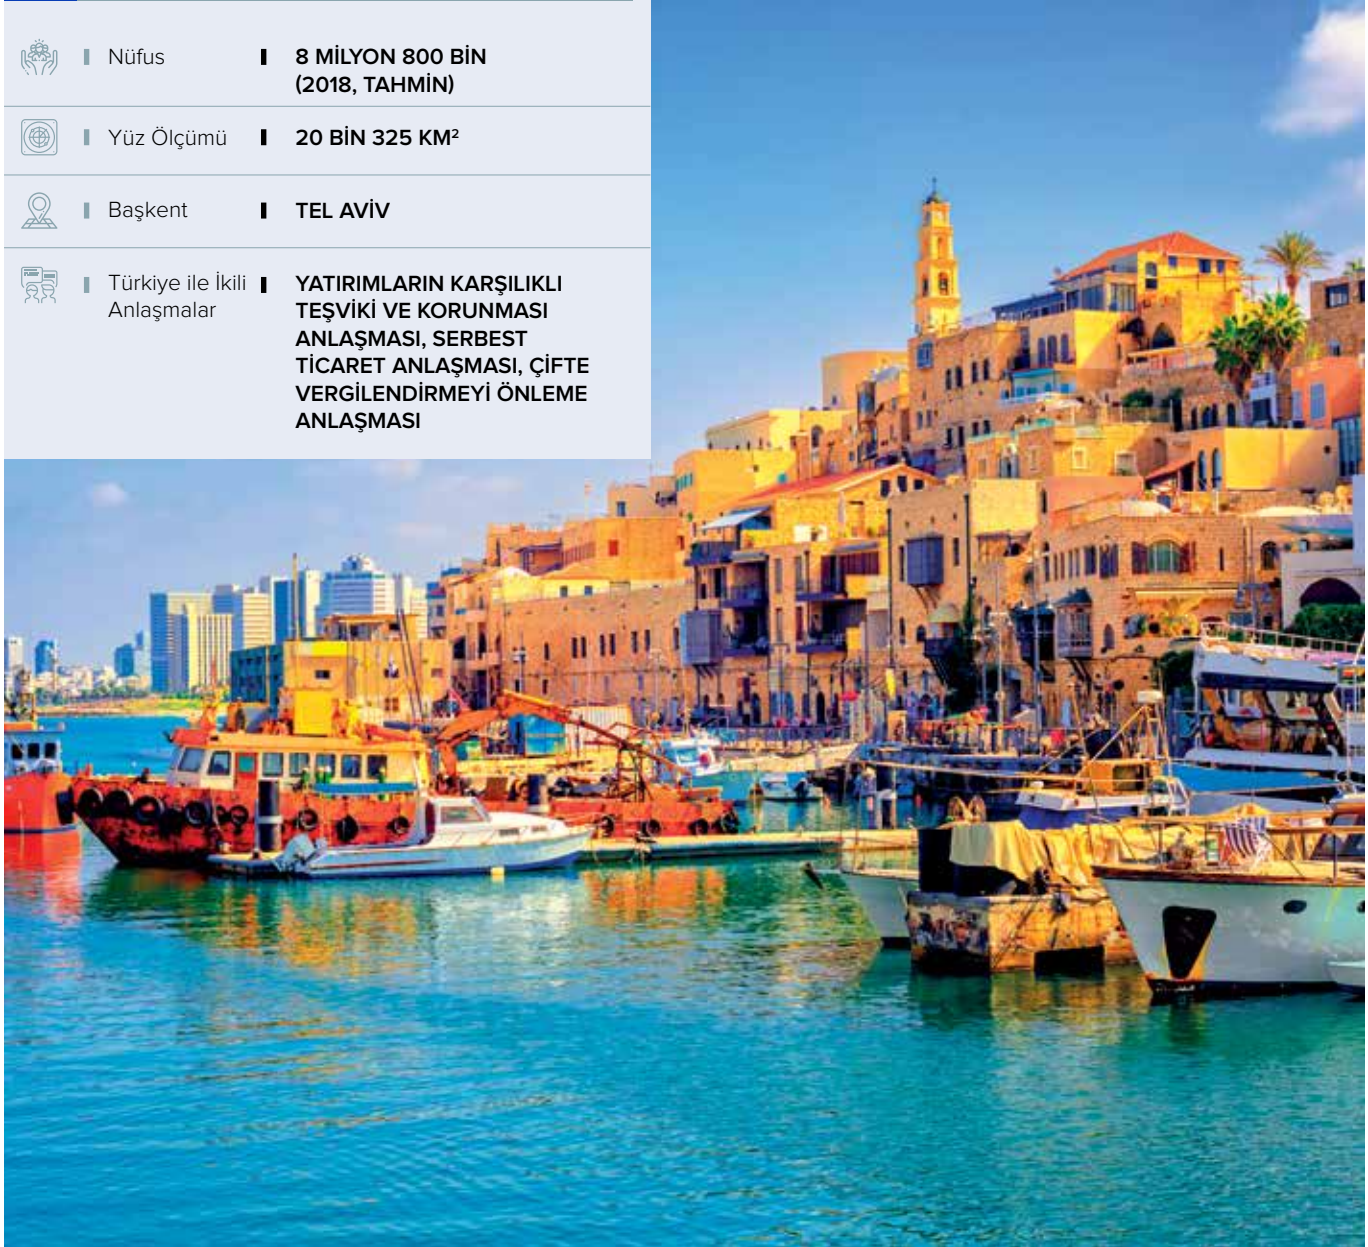 Nüfus
8 MİLYON 800 BİN
(2018, TAHMİN)
Yüz Ölçümü
20 BİN 325 KM²
Başkent
TEL AVİV
Türkiye ile İkili
Anlaşmalar
YATIRIMLARIN KARŞILIKLI
TEŞVİKİ VE KORUNMASI
ANLAŞMASI, SERBEST
TİCARET ANLAŞMASI, ÇİFTE
VERGİLENDİRMEYİ ÖNLEME
ANLAŞMASI